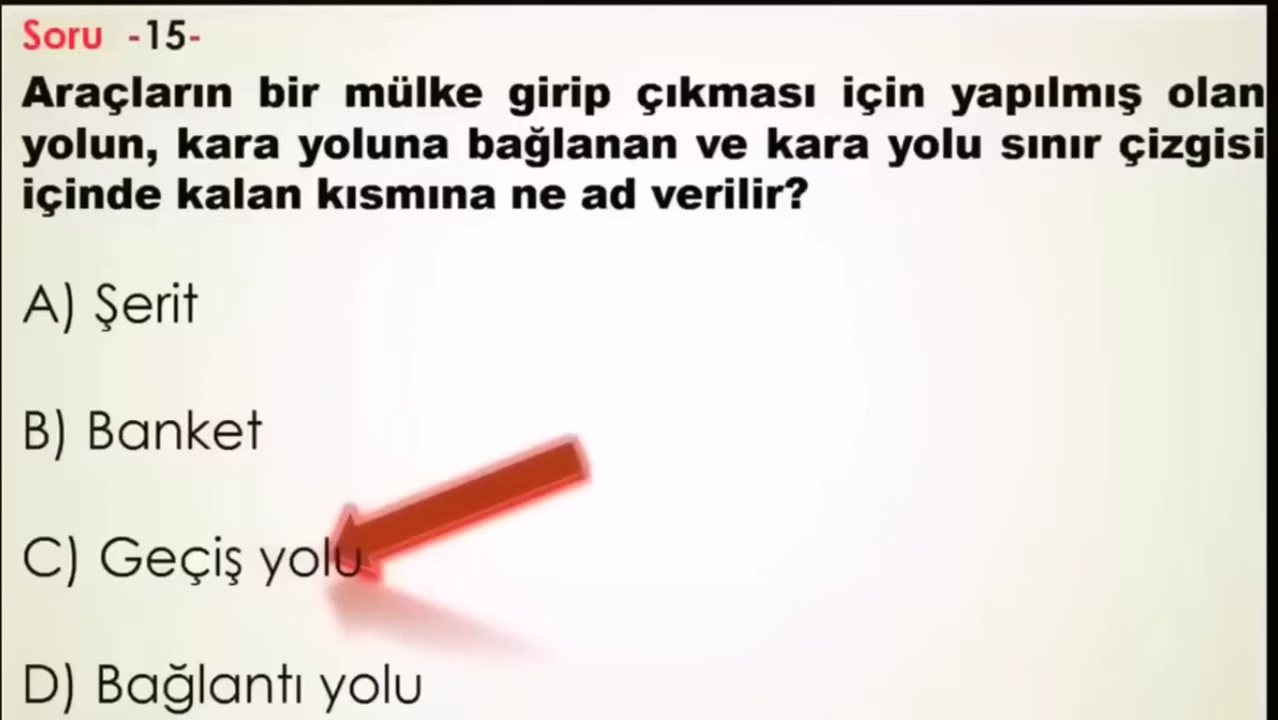 Soru -15-
Araçların bir mülke girip çıkması için yapılmış olan
yolun, kara yoluna bağlanan ve kara yolu sınır çizgisi
içinde kalan kısmına ne ad verilir?
A) Şerit
B) Banket
C) Geçiş yolu
D) Bağlantı yolu